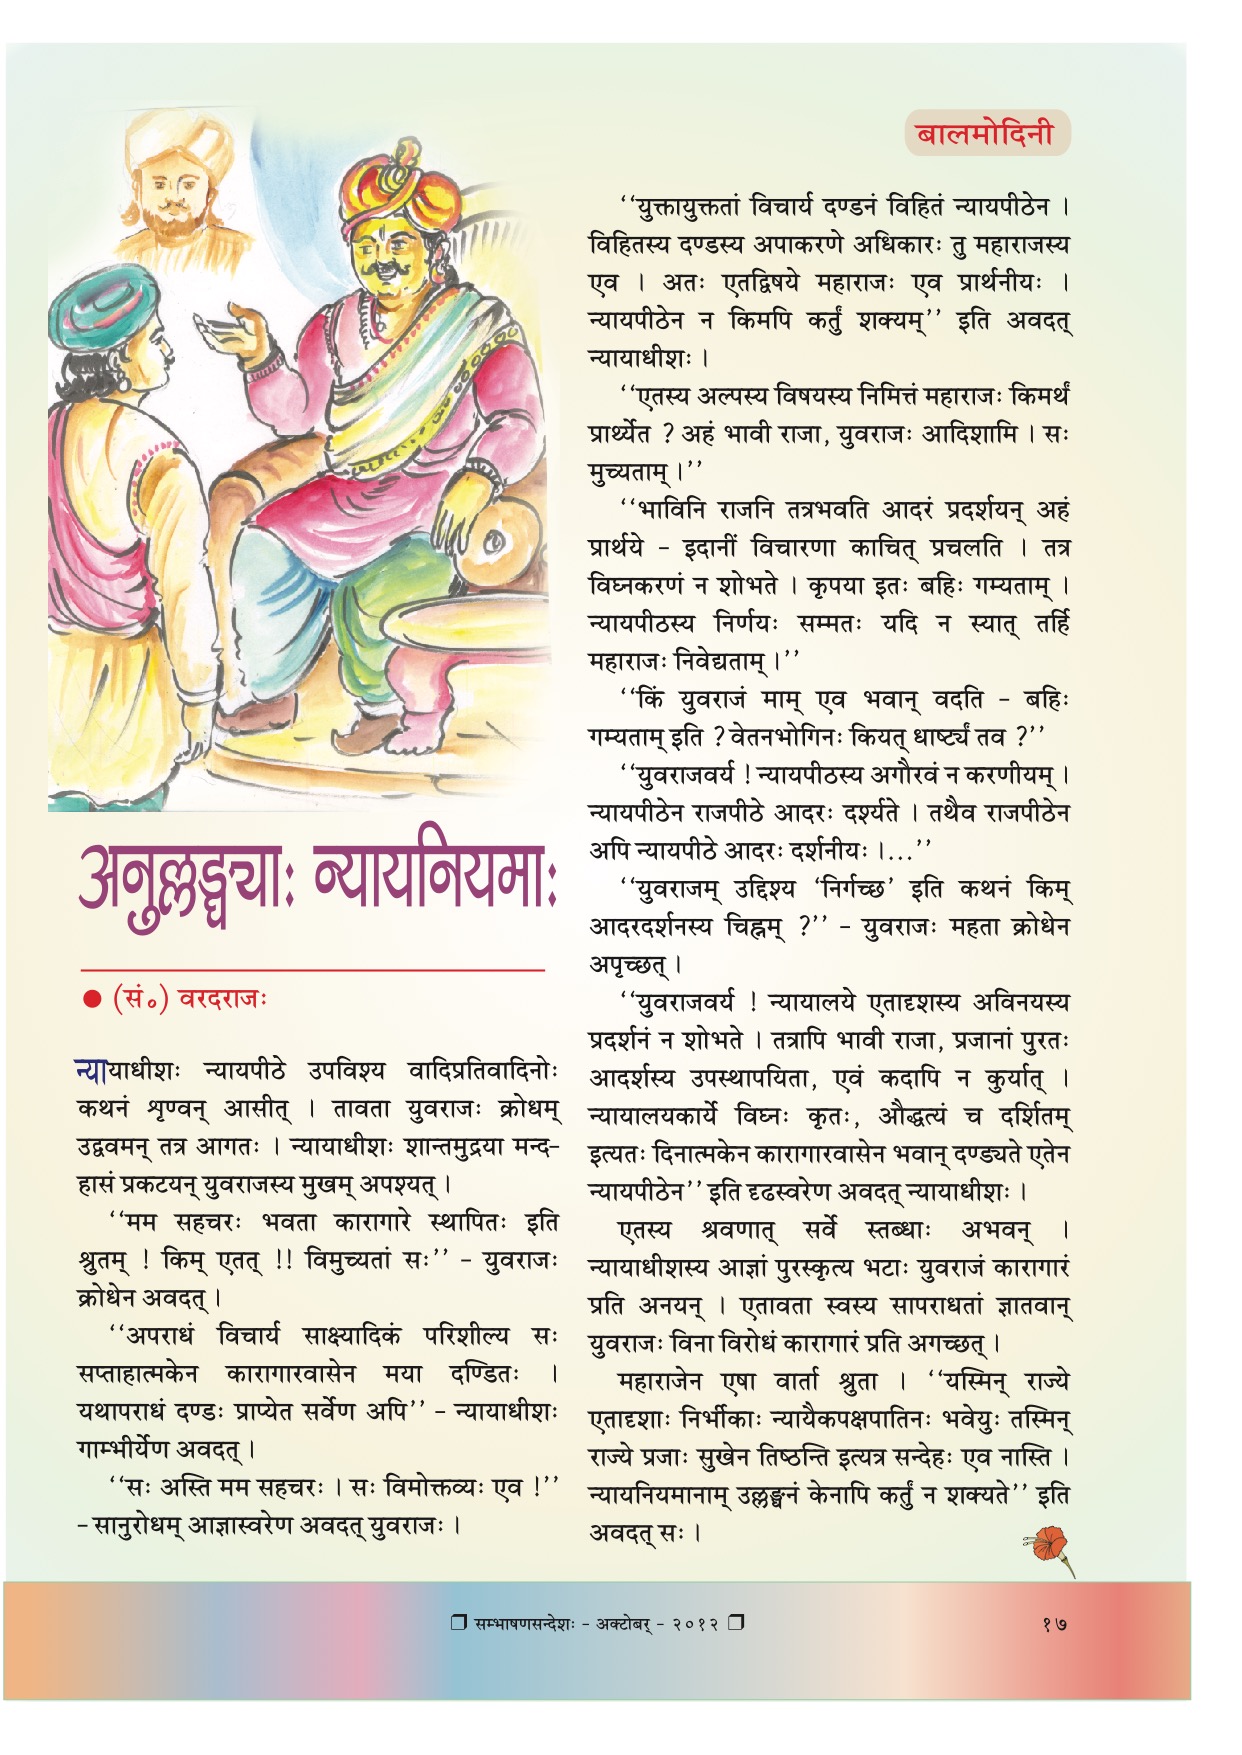 बालमोदिनी
अनुल्लङ्घ्याः न्यायनियमाः
● (सं०) वरदराजः
न्यायाधीशः न्यायपीठे उपविश्य वादिप्रतिवादिनोः
कथनं शृण्वन् आसीत् । तावता युवराजः क्रोधम्
उद्वमन् तत्र आगतः । न्यायाधीशः शान्तमुद्रया मन्द-
हासं प्रकटयन् युवराजस्य मुखम् अपश्यत् ।
‘‘मम सहचरः भवता कारागारे स्थापितः इति
श्रुतम् ! किम् एतत् !! विमुच्यतां सः’’ - युवराजः
क्रोधेन अवदत् ।
‘‘अपराधं विचार्य साक्ष्यादिकं परिशील्य सः
सप्ताहात्मकेन कारागारवासेन मया दण्डितः ।
यथापराधं दण्डः प्राप्येत सर्वेण अपि’’ - न्यायाधीशः
गाम्भीर्येण अवदत् ।
‘‘सः अस्ति मम सहचरः । सः विमोक्तव्यः एव !’’
- सानुरोधम् आज्ञास्वरेण अवदत् युवराजः ।
‘‘युक्तायुक्ततां विचार्य दण्डनं विहितं न्यायपीठेन ।
विहितस्य दण्डस्य अपाकरणे अधिकारः तु महाराजस्य
एव । अतः एतद्विषये महाराजः एव प्रार्थनीयः ।
न्यायपीठेन न किमपि कर्तुं शक्यम्’’ इति अवदत्
न्यायाधीशः ।
‘‘एतस्य अल्पस्य विषयस्य निमित्तं महाराजः किमर्थं
प्रार्थ्येत ? अहं भावी राजा, युवराजः आदिशामि । सः
मुच्यताम् ।’’
‘‘भाविनि राजनि तत्रभवति आदरं प्रदर्शयन् अहं
प्रार्थये - इदानीं विचारणा काचित् प्रचलति । तत्र
विघ्नकरणं न शोभते । कृपया इतः बहिः गम्यताम् ।
न्यायपीठस्य निर्णयः सम्मतः यदि न स्यात् तर्हि
महाराजः निवेद्यताम् ।’’
‘‘किं युवराजं माम् एव भवान् वदति - बहिः
गम्यताम् इति ? वेतनभोगिनः कियत् धार्ष्ट्यं तव ?’’
‘‘युवराजवर्य ! न्यायपीठस्य अगौरवं न करणीयम् ।
न्यायपीठेन राजपीठे आदरः दर्श्यते । तथैव राजपीठेन
अपि न्यायपीठे आदरः दर्शनीयः ।...’’
‘‘युवराजम् उद्दिश्य ‘निर्गच्छ’ इति कथनं किम्
आदरदर्शनस्य चिह्नम् ?’’ - युवराजः महता क्रोधेन
अपृच्छत् ।
‘‘युवराजवर्य ! न्यायालये एतादृशस्य अविनयस्य
प्रदर्शनं न शोभते । तत्रापि भावी राजा, प्रजानां पुरतः
आदर्शस्य उपस्थापयिता, एवं कदापि न कुर्यात् ।
न्यायालयकार्ये विघ्नः कृतः, औद्धत्यं च दर्शितम्
इत्यतः दिनात्मकेन कारागारवासेन भवान् दण्ड्यते एतेन
न्यायपीठेन’’ इति दृढस्वरेण अवदत् न्यायाधीशः ।
एतस्य श्रवणात् सर्वे स्तब्धाः अभवन् ।
न्यायाधीशस्य आज्ञां पुरस्कृत्य भटाः युवराजं कारागारं
प्रति अनयन् । एतावता स्वस्य सापराधतां ज्ञातवान्
युवराजः विना विरोधं कारागारं प्रति अगच्छत् ।
महाराजेन एषा वार्ता श्रुता । ‘‘यस्मिन् राज्ये
एतादृशाः निर्भीकाः न्यायैकपक्षपातिनः भवेयुः तस्मिन्
राज्ये प्रजाः सुखेन तिष्ठन्ति इत्यत्र सन्देहः एव नास्ति ।
न्यायनियमानाम् उल्लङ्घनं केनापि कर्तुं न शक्यते’’ इति
अवदत् सः ।
❐ सम्भाषणसन्देशः - अक्टोबर् - २०१२ ❐
१७